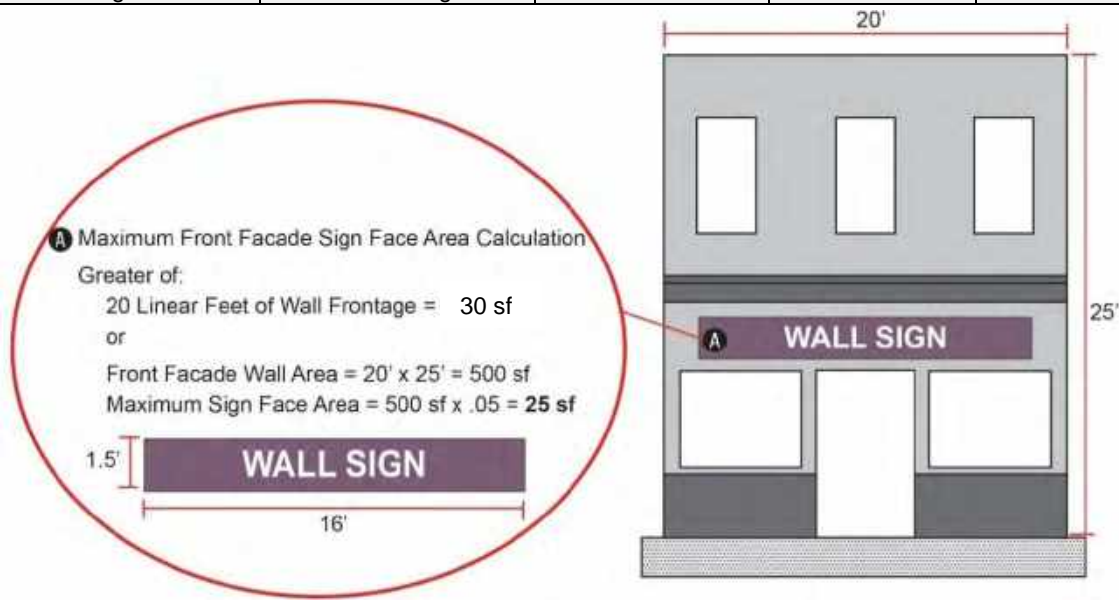 20'
A Maximum Front Facade Sign Face Area Calculation
Greater of:
20 Linear Feet of Wall Frontage = 30 sf
or
Front Facade Wall Area = 20' x 25' = 500 sf
Maximum Sign Face Area = 500 sf x .05 = 25 sf
1.5'
WALL SIGN
16'
A WALL SIGN
25'